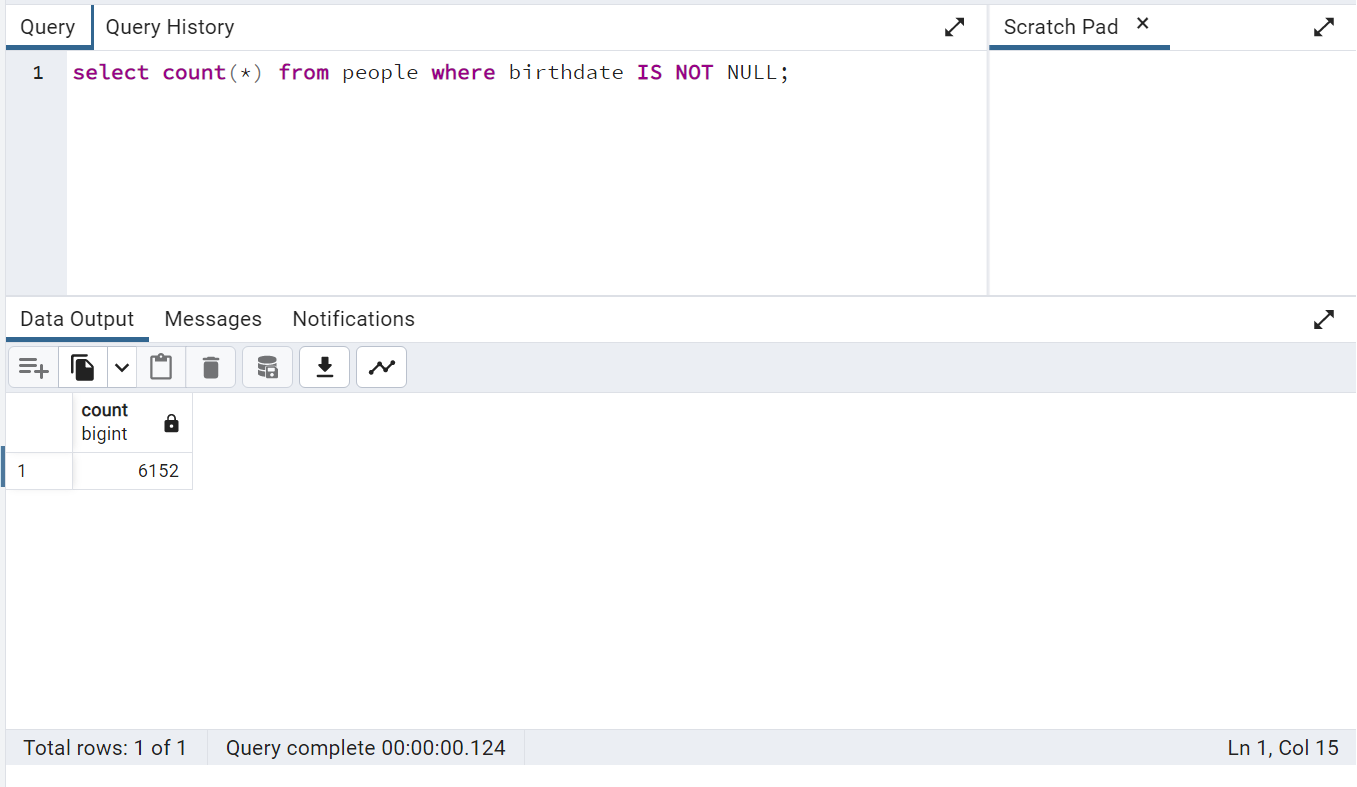 Query Query History Scratch Pad ×
1 select count(*) from people where birthdate IS NOT NULL;
Data Output Messages Notifications
count
bigint
1 6152
Total rows: 1 of 1 Query complete 00:00:00.124 Ln 1, Col 15